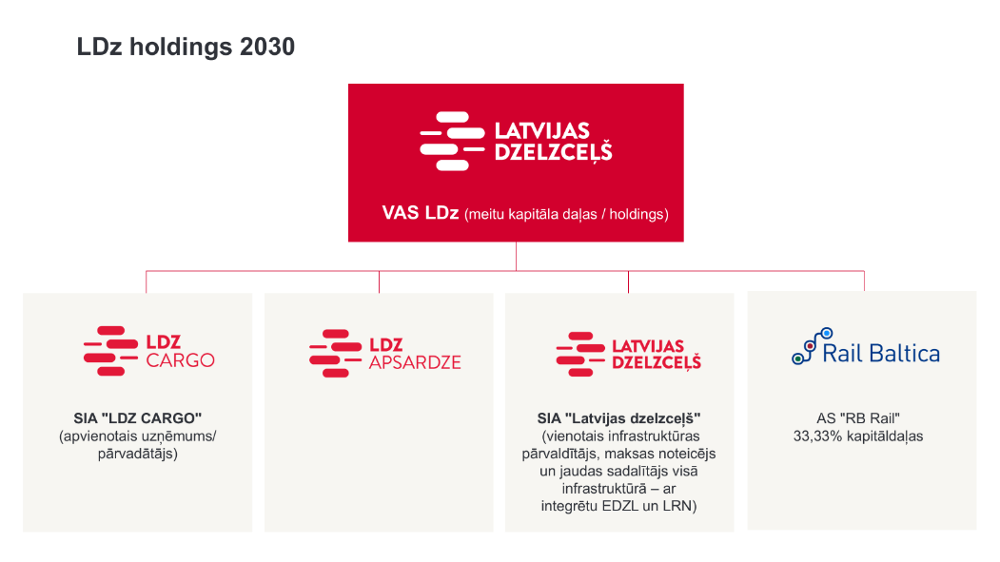 LDz holdings 2030
LATVIJAS
DZELZCEĻŠ
VAS LDz (meitu kapitāla daļas / holdings)
LDZ
CARGO
SIA "LDZ CARGO"
(apvienotais uzņēmums/
pārvadātājs)
LDZ
APSARDZE
LATVIJAS
DZELZCEĻŠ
SIA "Latvijas dzelzceļš"
(vienotais infrastruktūras
pārvaldītājs, maksas noteicējs
un jaudas sadalītājs visā
infrastruktūrā – ar
integrētu EDZL un LRN)
Rail Baltica
AS "RB Rail"
33,33% kapitāldaļas